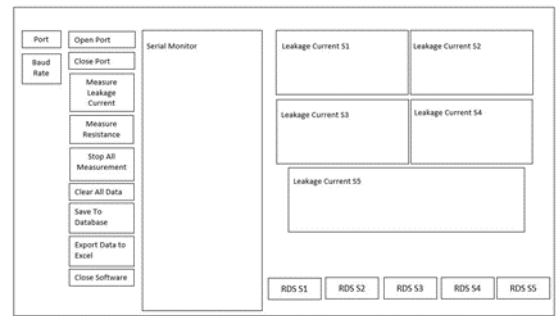 Port
Baud
Rate
Open Port
Close Port
Measure
Leakage
Current
Measure
Resistance
Stop All
Measurement
Clear All Data
Save To
Database
Export Data to
Excel
Close Software
Serial Monitor
Leakage Current S1
Leakage Current S2
Leakage Current S3
Leakage Current S4
Leakage Current S5
RDS S1
RDS S2
RDS S3
RDS S4
RDS S5